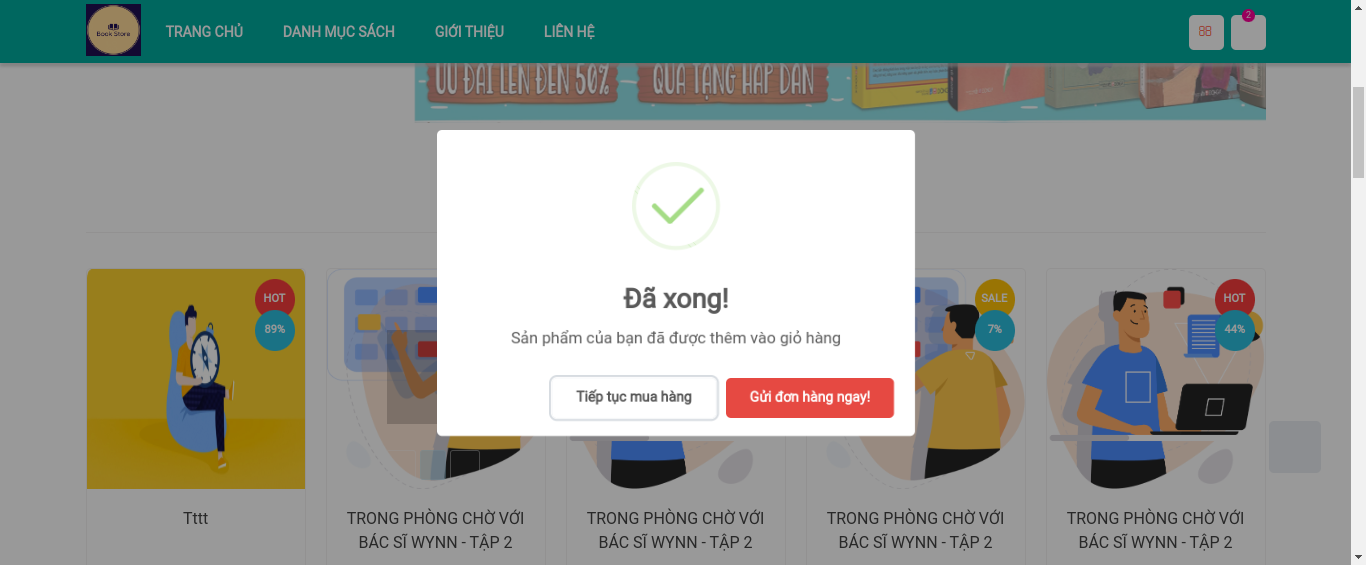 Book Store
TRANG CHỦ
DANH MỤC SÁCH
GIỚI THIỆU
LIÊN HỆ
2
ƯU ĐÃI LÊN ĐẾN 50%
QUÀ TẶNG HẤP DẪN
Đã xong!
Sản phẩm của bạn đã được thêm vào giỏ hàng
Tiếp tục mua hàng
Gửi đơn hàng ngay!
HOT
89%
SALE
7%
HOT
44%
Tttt
TRONG PHÒNG CHỜ VỚI
BÁC SĨ WYNN - TẬP 2
TRONG PHÒNG CHỜ VỚI
BÁC SĨ WYNN - TẬP 2
TRONG PHÒNG CHỜ VỚI
BÁC SĨ WYNN - TẬP 2
TRONG PHÒNG CHỜ VỚI
BÁC SĨ WYNN - TẬP 2